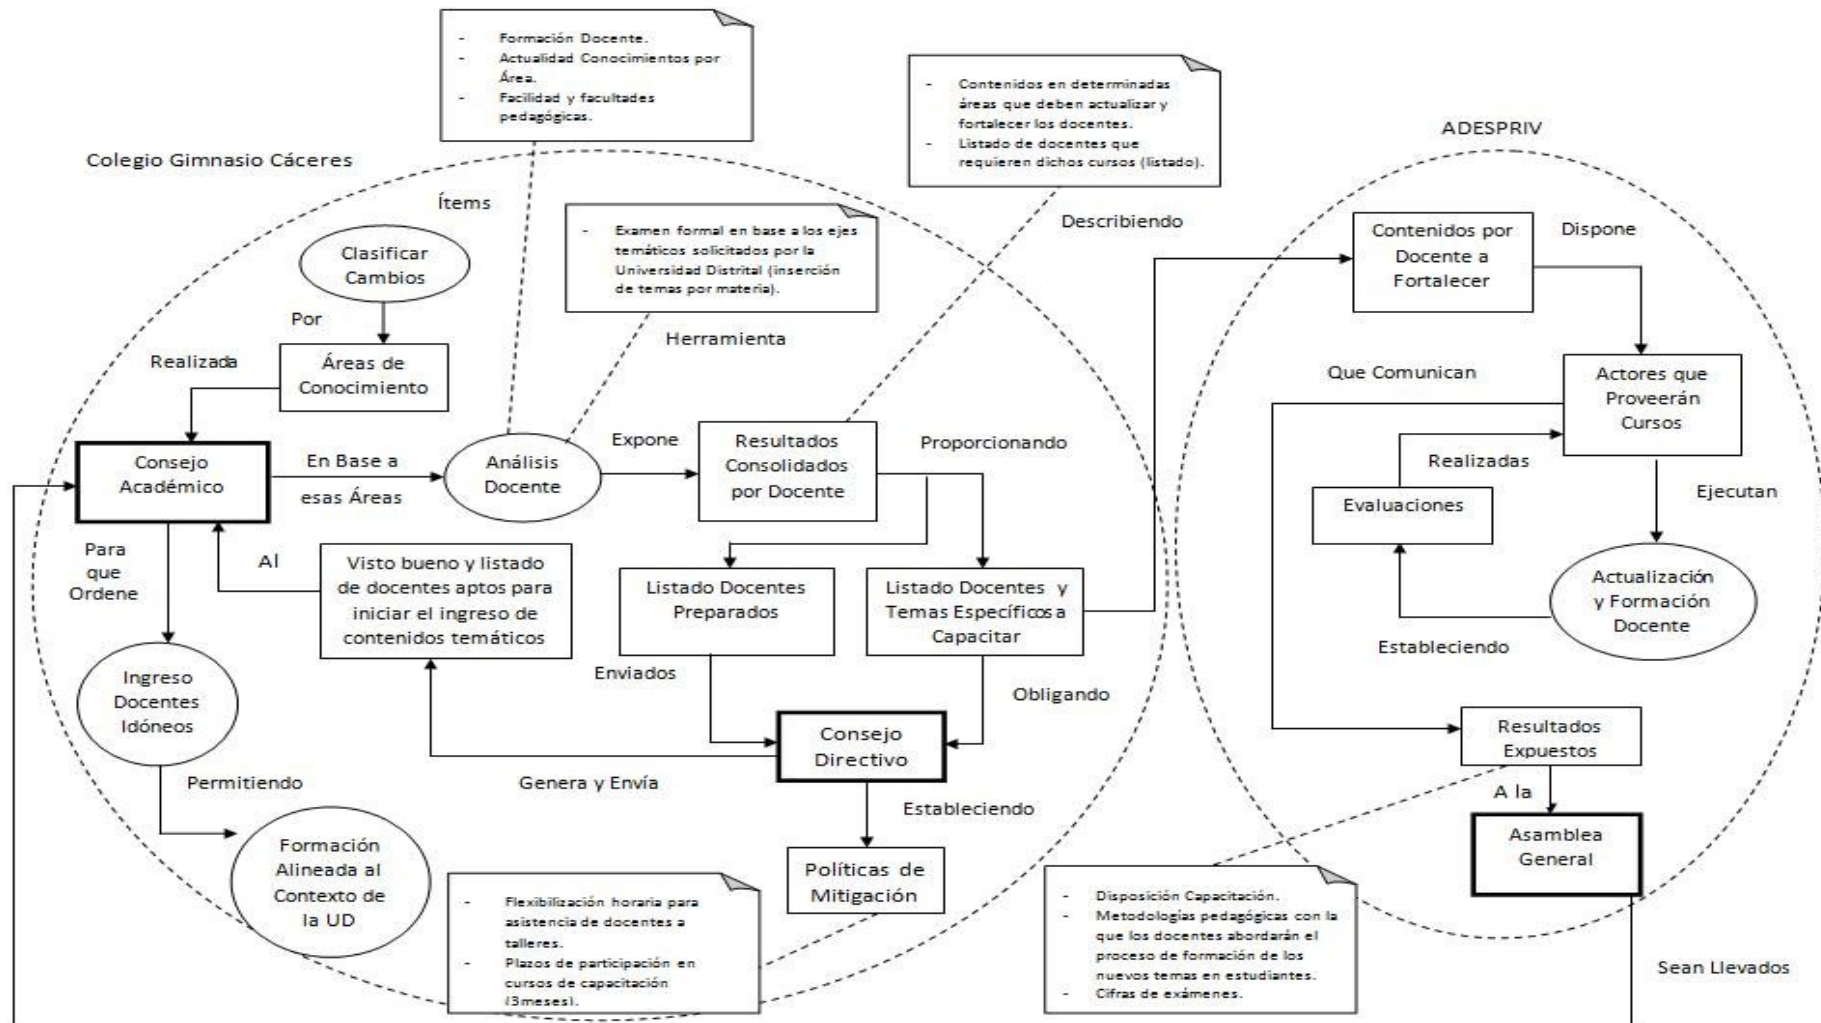 - Formación Docente.
- Actualidad Conocimientos por
Área.
- Facilidad y facultades
pedagógicas.
- Contenidos en determinadas
áreas que deben actualizar y
fortalecer los docentes.
- Listado de docentes que
requieren dichos cursos (listado).
ADESPRIV
Colegio Gimnasio Cáceres
Ítems
- Examen formal en base a los ejes
temáticos solicitados por la
Universidad Distrital (inserción
de temas por materia).
Describiendo
Clasificar
Cambios
Contenidos por
Docente a
Fortalecer
Dispone
Por
Herramienta
Realizada
Áreas de
Conocimiento
Que Comunican
Actores que
Proveerán
Cursos
Consejo
Académico
En Base a
esas Áreas
Análisis
Docente
Expone
Resultados
Consolidados
por Docente
Proporcionando
Realizadas
Evaluaciones
Ejecutan
Para
que
Ordene
Al
Visto bueno y listado
de docentes aptos para
iniciar el ingreso de
contenidos temáticos
Listado Docentes
Preparados
Listado Docentes y
Temas Específicos a
Capacitar
Actualización
y Formación
Docente
Estableciendo
Enviados
Obligando
Ingreso
Docentes
Idóneos
Consejo
Directivo
Resultados
Expuestos
Permitiendo
Genera y Envía
Estableciendo
A la
Formación
Alineada al
Contexto de
la UD
Políticas de
Mitigación
Asamblea
General
- Flexibilización horaria para
asistencia de docentes a
talleres.
- Plazos de participación en
cursos de capacitación
(3meses).
- Disposición Capacitación.
- Metodologías pedagógicas con la
que los docentes abordarán el
proceso de formación de los
nuevos temas en estudiantes.
- Cifras de exámenes.
Sean Llevados